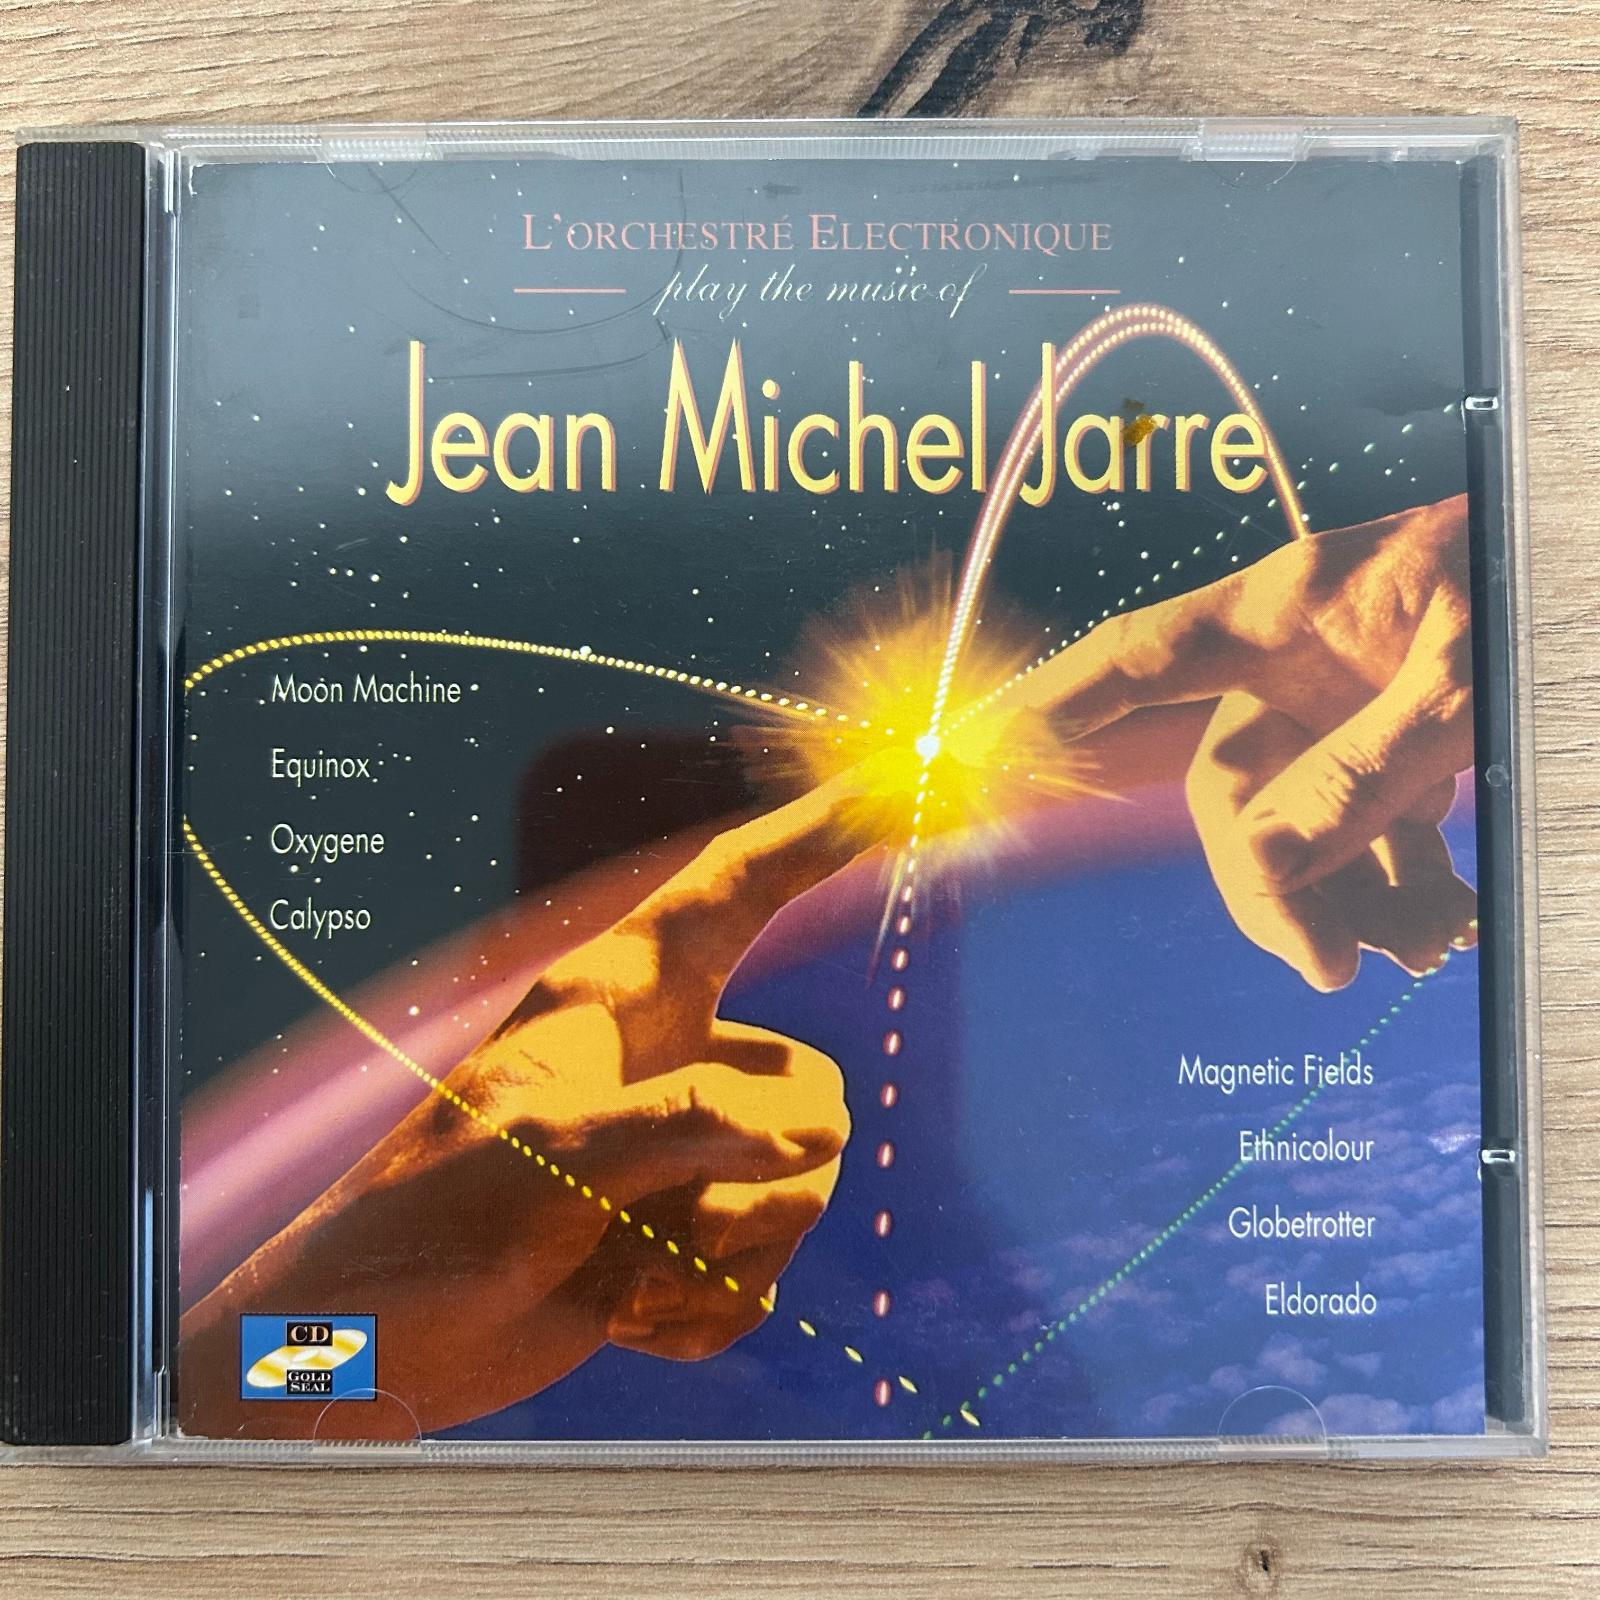 L'ORCHESTRÉ ELECTRONIQUE
play the music of
Jean Michel Jarre
Moon Machine
Equinox
Oxygene
Calypso
Magnetic Fields
Ethnicolour
Globetrotter
Eldorado
CD
GOLD
SEAL